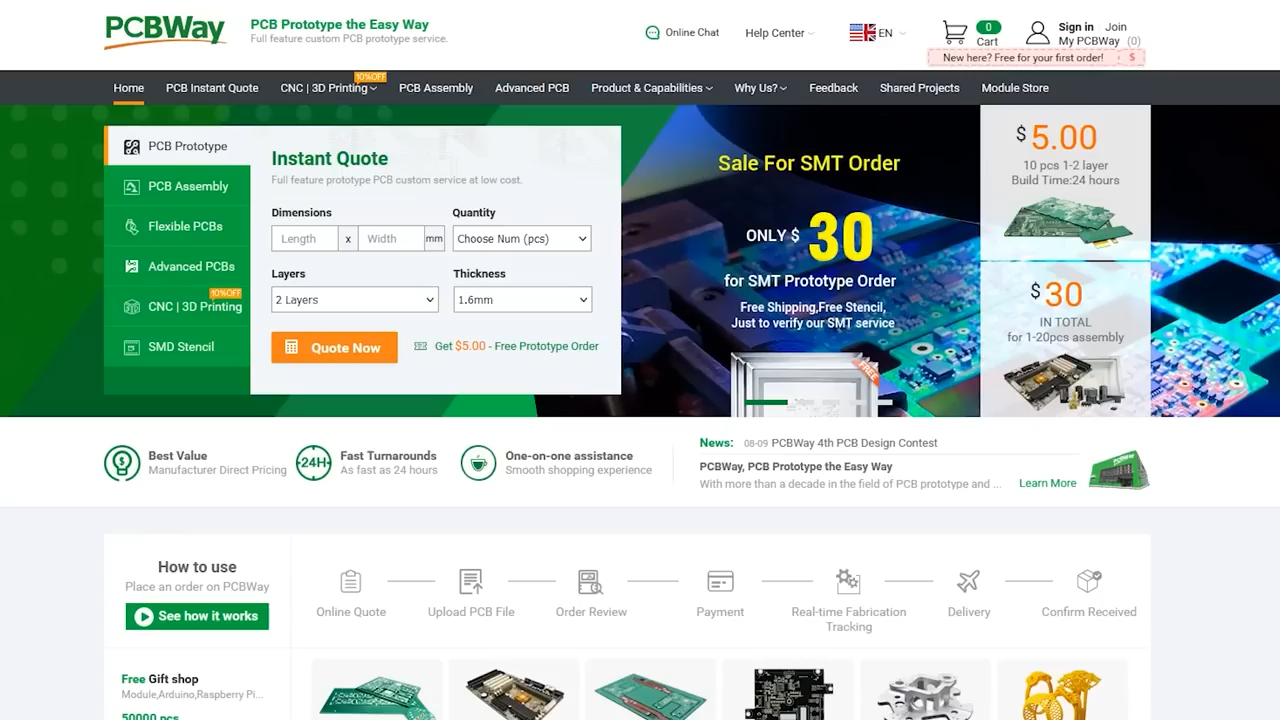 PCBWay
PCB Prototype the Easy Way
Full feature custom PCB prototype service.
Online Chat
Help Center
EN
0
Cart
Sign in Join
My PCBWay (0)
New here? Free for your first order! $
10%OFF
Home
PCB Instant Quote
CNC | 3D Printing
PCB Assembly
Advanced PCB
Product & Capabilities
Why Us?
Feedback
Shared Projects
Module Store
PCB Prototype
PCB Assembly
Flexible PCBs
Advanced PCBs
10%OFF
CNC | 3D Printing
SMD Stencil
Instant Quote
Full feature prototype PCB custom service at low cost.
Dimensions
Quantity
Length x Width mm
Choose Num (pcs)
Layers
Thickness
2 Layers
1.6mm
Quote Now
Get $5.00 - Free Prototype Order
Sale For SMT Order
ONLY $ 30
for SMT Prototype Order
Free Shipping,Free Stencil,
Just to verify our SMT service
FREE
$ 5.00
10 pcs 1-2 layer
Build Time:24 hours
$ 30
IN TOTAL
for 1-20pcs assembly
Best Value
Manufacturer Direct Pricing
24H
Fast Turnarounds
As fast as 24 hours
One-on-one assistance
Smooth shopping experience
News: 08-09 PCBWay 4th PCB Design Contest
PCBWay, PCB Prototype the Easy Way
With more than a decade in the field of PCB prototype and ... Learn More
PCBWay
How to use
Place an order on PCBWay
See how it works
Online Quote
Upload PCB File
Order Review
Payment
Real-time Fabrication
Tracking
Delivery
Confirm Received
Free Gift shop
Module,Arduino,Raspberry Pi...
50000 pcs